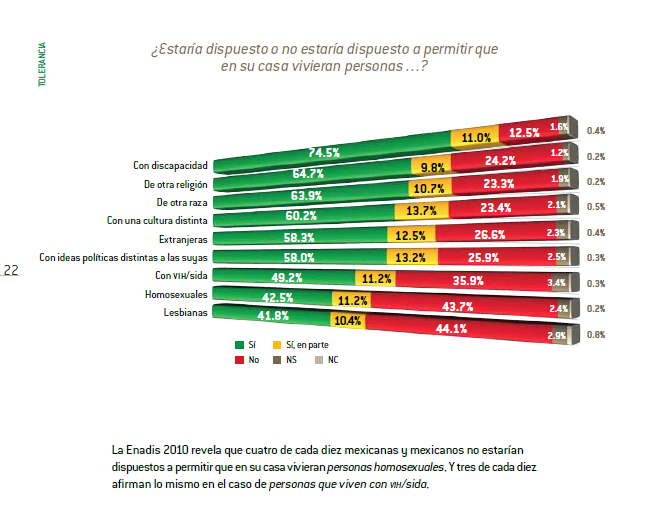 TOLERANCIA
¿Estaría dispuesto o no estaría dispuesto a permitir que
en su casa vivieran personas ...?
Con discapacidad 74.5% 11.0% 12.5% 1.6% 0.4%
De otra religión 64.7% 9.8% 24.2% 1.2% 0.2%
De otra raza 63.9% 10.7% 23.3% 1.9% 0.2%
Con una cultura distinta 60.2% 13.7% 23.4% 2.1% 0.5%
Extranjeras 58.3% 12.5% 26.6% 2.3% 0.4%
Con ideas políticas distintas a las suyas 58.0% 13.2% 25.9% 2.5% 0.3%
Con VIH/sida 49.2% 11.2% 35.9% 3.4% 0.3%
Homosexuales 42.5% 11.2% 43.7% 2.4% 0.2%
Lesbianas 41.8% 10.4% 44.1% 2.9% 0.8%
22
Sí Sí, en parte
No NS NC
La Enadis 2010 revela que cuatro de cada diez mexicanas y mexicanos no estarían
dispuestos a permitir que en su casa vivieran personas homosexuales. Y tres de cada diez
afirman lo mismo en el caso de personas que viven con VIH/sida.